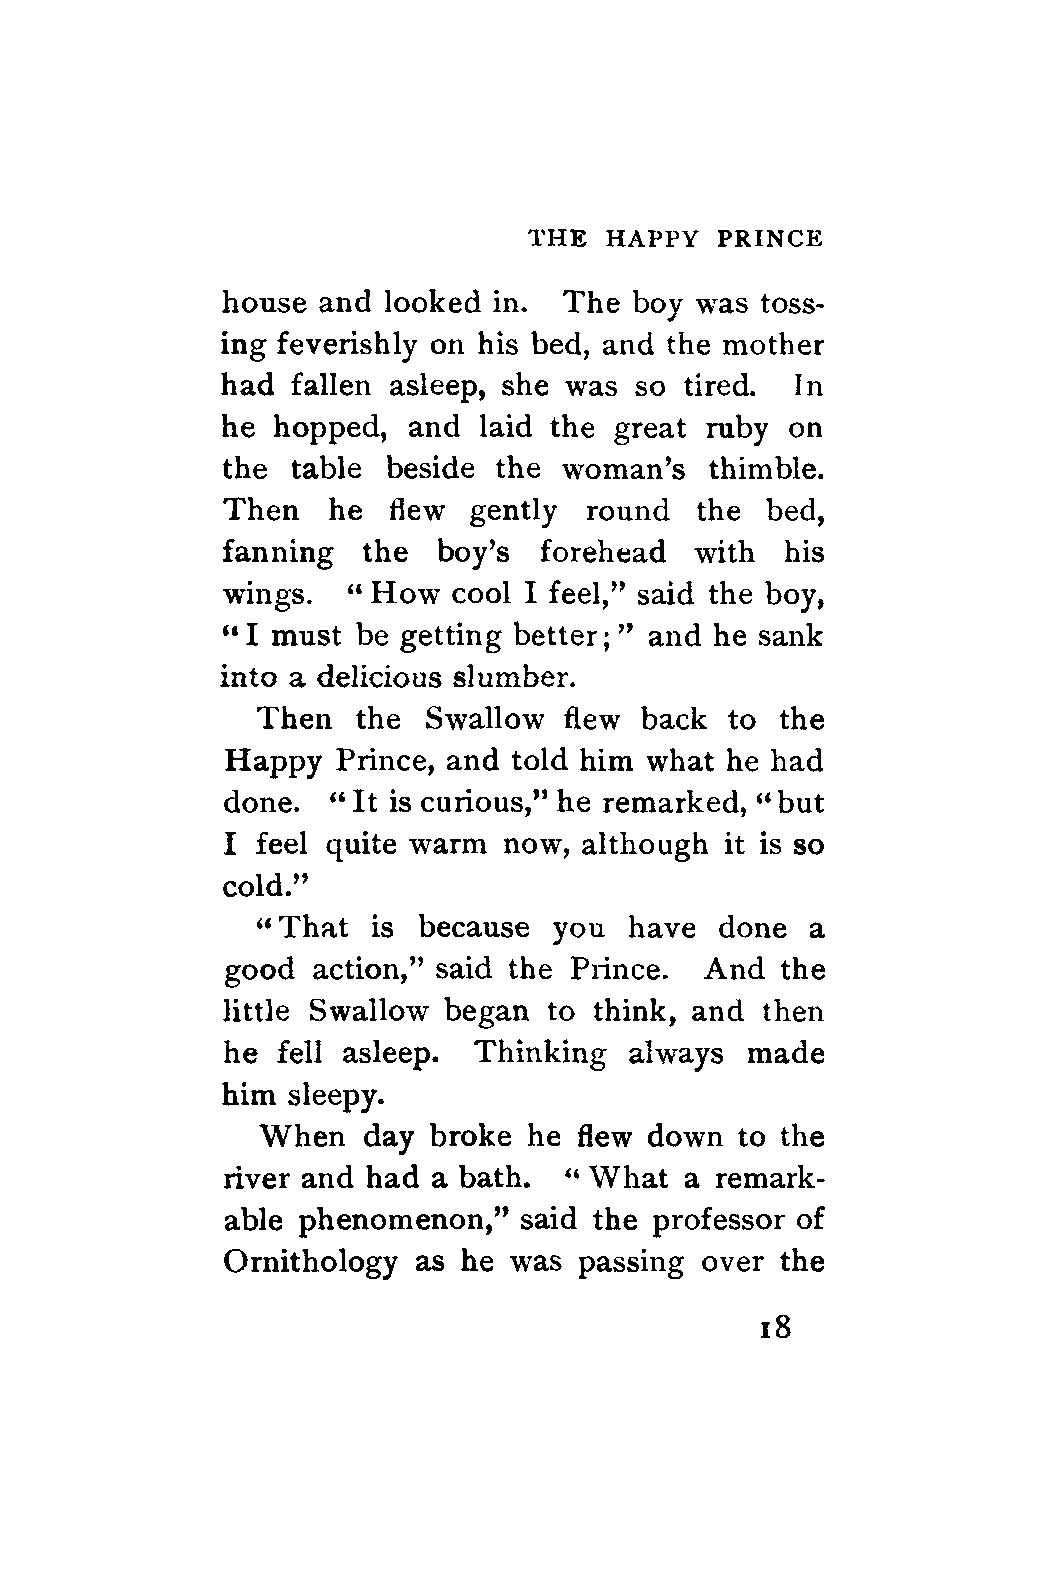 THE HAPPY PRINCE
house and looked in. The boy was toss-
ing feverishly on his bed, and the mother
had fallen asleep, she was so tired. In
he hopped, and laid the great ruby on
the table beside the woman's thimble.
Then he flew gently round the bed,
fanning the boy's forehead with his
wings. "How cool I feel," said the boy,
"I must be getting better;" and he sank
into a delicious slumber.
Then the Swallow flew back to the
Happy Prince, and told him what he had
done. "It is curious," he remarked, "but
I feel quite warm now, although it is so
cold."
"That is because you have done a
good action," said the Prince. And the
little Swallow began to think, and then
he fell asleep. Thinking always made
him sleepy.
When day broke he flew down to the
river and had a bath. "What a remark-
able phenomenon," said the professor of
Ornithology as he was passing over the
18